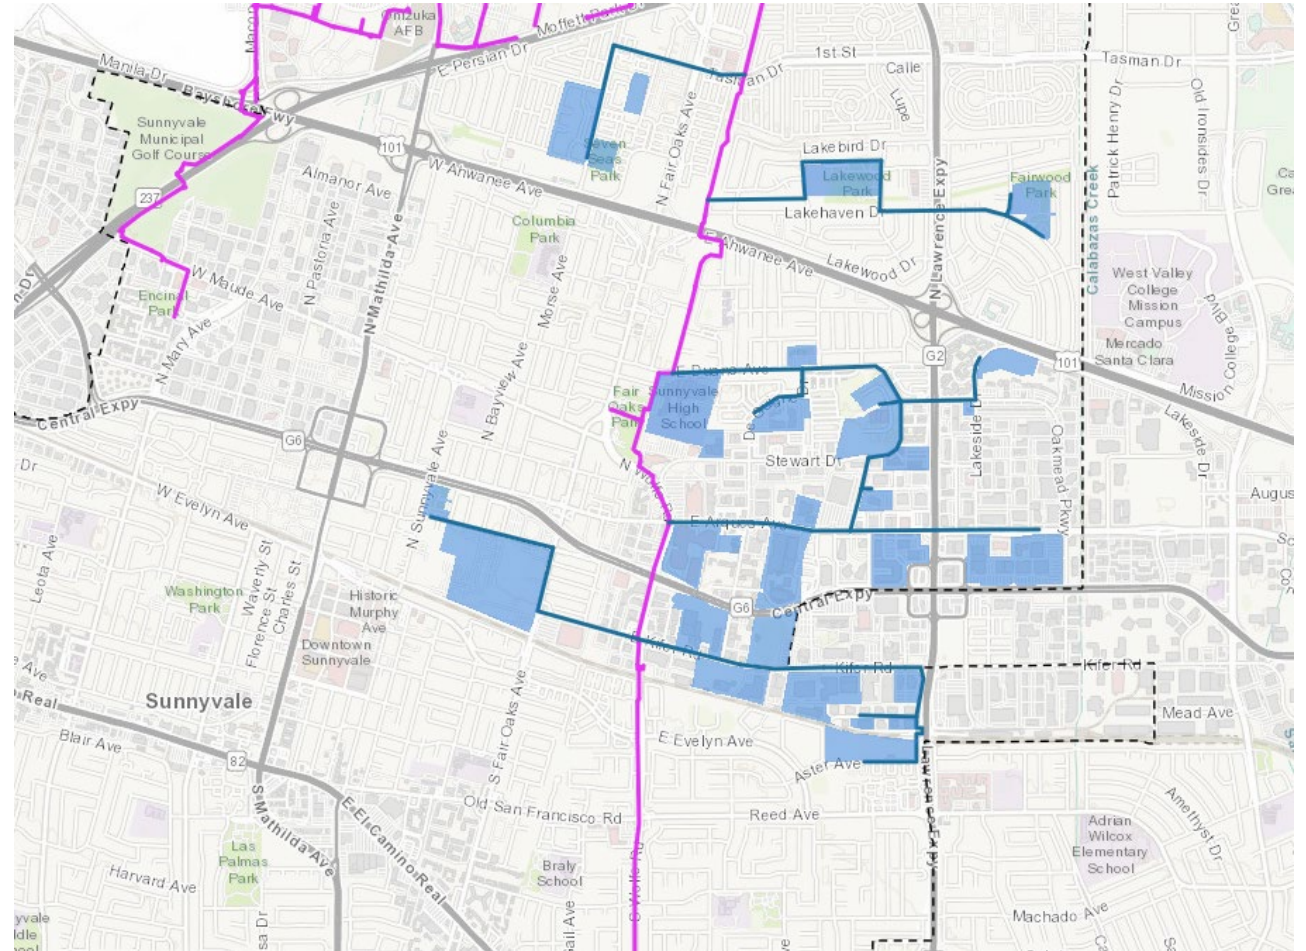 Onizuka
AFB
Moffett Park
E Persian Dr
Manila Dr
Bayshore Fwy
Tasman Dr
1st St
Calle
Lupe
Tasman Dr
Patrick Henry Dr
Old Ironsides Dr
Sunnyvale
Municipal
Golf Course
101
W Ahwanee Ave
Seven
Seas
Park
N Fair Oaks Ave
Lakebird Dr
Lakewood
Park
Lakehaven Dr
Fairwood
Park
N Lawrence Expy
Calabazas Creek
237
Almanor Ave
N Pastoria Ave
N Mathilda Ave
Columbia
Park
E Ahwanee Ave
Lakewood Dr
West Valley
College
Mission
Campus
Mission College Blvd
Mercado
Santa Clara
W Maude Ave
Encinal
Park
N Mary Ave
Morse Ave
N Bayview Ave
G2
101
Mission
E Duane Ave
Fair
Oaks
Park
Sunnyvale
High
School
Central Expy
G6
Stewart Dr
Lakeside Dr
Oakmead Pkwy
Lakeside Dr
Dr
W Evelyn Ave
N Sunnyvale Ave
N Wolfe Rd
E Arques Ave
Augus
Leota Ave
Washington
Park
Waverly St
Florence St
Charles St
Historic
Murphy
Ave
Downtown
Sunnyvale
G6
Central Expy
E Kifer Rd
Kifer Rd
Kifer Rd
Sunnyvale
Mead Ave
E Evelyn Ave
Aster Ave
S Fair Oaks Ave
Blair Ave
82
Old San Francisco Rd
Reed Ave
Lawrence Expy
S Mathilda Ave
E El Camino Real
Las
Palmas
Park
Harvard Ave
Braly
School
S Wolfe Rd
Adrian
Wilcox
Elementary
School
Amethyst Dr
Machado Ave